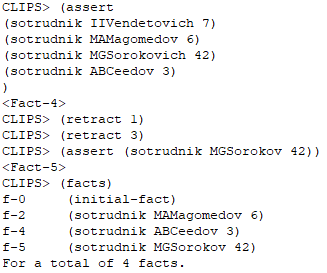 CLIPS> (assert
(sotrudnik IIVendetovich 7)
(sotrudnik MAMagomedov 6)
(sotrudnik MGSorokovich 42)
(sotrudnik ABCeedov 3)
)
<Fact-4>
CLIPS> (retract 1)
CLIPS> (retract 3)
CLIPS> (assert (sotrudnik MGSorokov 42))
<Fact-5>
CLIPS> (facts)
f-0     (initial-fact)
f-2     (sotrudnik MAMagomedov 6)
f-4     (sotrudnik ABCeedov 3)
f-5     (sotrudnik MGSorokov 42)
For a total of 4 facts.